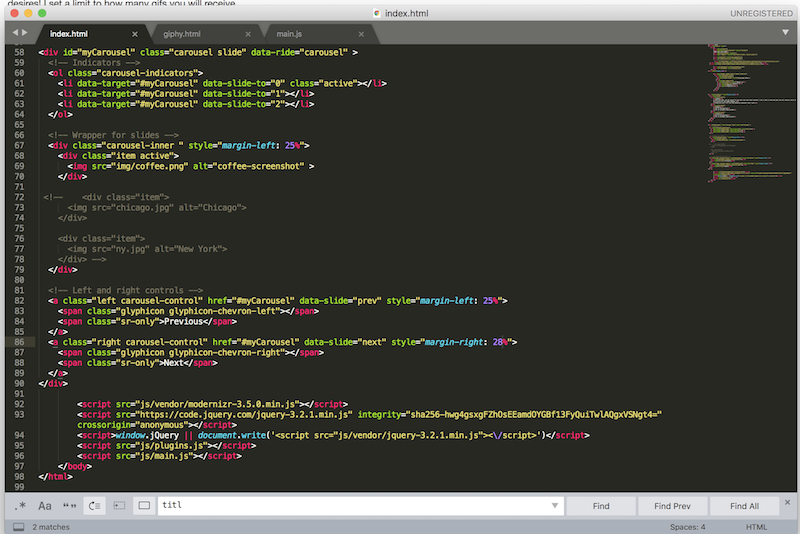 desires! I set a limit to how many gifs you will receive
index.html
UNREGISTERED
index.html ×
giphy.html ×
main.js ×
58 <div id="myCarousel" class="carousel slide" data-ride="carousel" >
59 <!-- Indicators -->
60 <ol class="carousel-indicators">
61 <li data-target="#myCarousel" data-slide-to="0" class="active"></li>
62 <li data-target="#myCarousel" data-slide-to="1"></li>
63 <li data-target="#myCarousel" data-slide-to="2"></li>
64 </ol>
65
66 <!-- Wrapper for slides -->
67 <div class="carousel-inner " style="margin-left: 25%">
68 <div class="item active">
69 <img src="img/coffee.png" alt="coffee-screenshot" >
70 </div>
71
72 <!-- <div class="item">
73 <img src="chicago.jpg" alt="Chicago">
74 </div>
75
76 <div class="item">
77 <img src="ny.jpg" alt="New York">
78 </div> -->
79 </div>
80
81 <!-- Left and right controls -->
82 <a class="left carousel-control" href="#myCarousel" data-slide="prev" style="margin-left: 25%">
83 <span class="glyphicon glyphicon-chevron-left"></span>
84 <span class="sr-only">Previous</span>
85 </a>
86 <a class="right carousel-control" href="#myCarousel" data-slide="next" style="margin-right: 28%">
87 <span class="glyphicon glyphicon-chevron-right"></span>
88 <span class="sr-only">Next</span>
89 </a>
90 </div>
91
92 <script src="js/vendor/modernizr-3.5.0.min.js"></script>
93 <script src="https://code.jquery.com/jquery-3.2.1.min.js" integrity="sha256-hwg4gsxgFZhOsEEamdOYGBf13FyQuiTwlAQgxVSNgt4="
crossorigin="anonymous"></script>
94 <script>window.jQuery || document.write('<script src="js/vendor/jquery-3.2.1.min.js"><\/script>')</script>
95 <script src="js/plugins.js"></script>
96 <script src="js/main.js"></script>
97 </body>
98 </html>
99
.* Aa “” titl Find Find Prev Find All ×
2 matches Spaces: 4 HTML